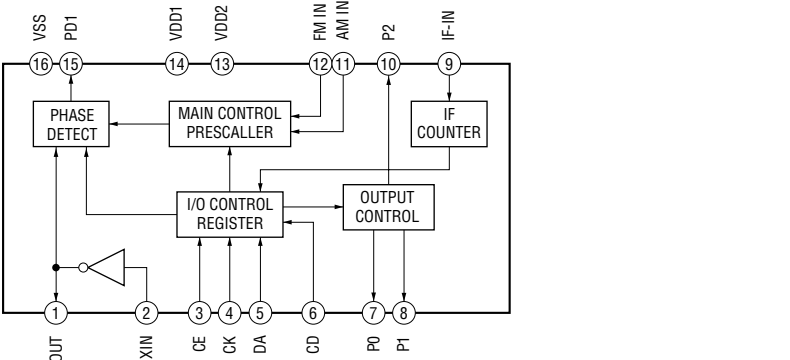 VSS
PD1
VDD1
VDD2
FM IN
AM IN
P2
IF-IN
16
15
14
13
12
11
10
9
PHASE
DETECT
MAIN CONTROL
PRESCALLER
IF
COUNTER
I/O CONTROL
REGISTER
OUTPUT
CONTROL
1
2
3
4
5
6
7
8
OUT
XIN
CE
CK
DA
CD
P0
P1